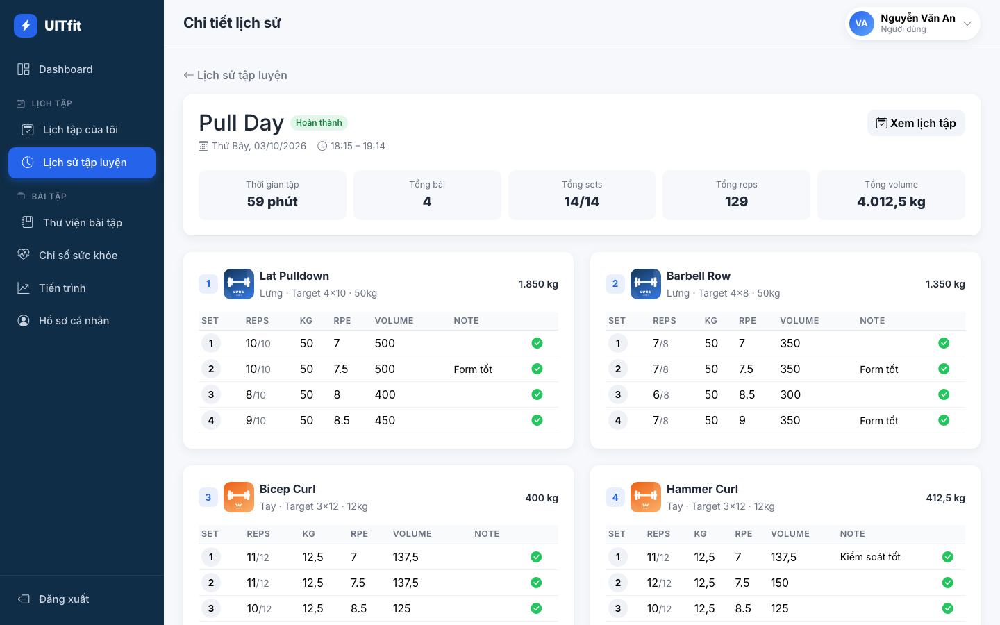 UITfit
Dashboard
LỊCH TẬP
Lịch tập của tôi
Lịch sử tập luyện
BÀI TẬP
Thư viện bài tập
Chỉ số sức khỏe
Tiến trình
Hồ sơ cá nhân
Đăng xuất
Chi tiết lịch sử
VA
Nguyễn Văn An
Người dùng
← Lịch sử tập luyện
Pull Day Hoàn thành
Xem lịch tập
Thứ Bảy, 03/10/2026 18:15 – 19:14
Thời gian tập
59 phút
Tổng bài
4
Tổng sets
14/14
Tổng reps
129
Tổng volume
4.012,5 kg
1
LƯNG
Lat Pulldown
Lưng · Target 4×10 · 50kg
1.850 kg
SET REPS KG RPE VOLUME NOTE
1 10/10 50 7 500
2 10/10 50 7.5 500 Form tốt
3 8/10 50 8 400
4 9/10 50 8.5 450
2
LƯNG
Barbell Row
Lưng · Target 4×8 · 50kg
1.350 kg
SET REPS KG RPE VOLUME NOTE
1 7/8 50 7 350
2 7/8 50 7.5 350 Form tốt
3 6/8 50 8.5 300
4 7/8 50 9 350 Form tốt
3
TAY
Bicep Curl
Tay · Target 3×12 · 12kg
400 kg
SET REPS KG RPE VOLUME NOTE
1 11/12 12,5 7 137,5
2 11/12 12,5 7.5 137,5
3 10/12 12,5 8.5 125
4
TAY
Hammer Curl
Tay · Target 3×12 · 12kg
412,5 kg
SET REPS KG RPE VOLUME NOTE
1 11/12 12,5 7 137,5 Kiểm soát tốt
2 12/12 12,5 7.5 150
3 10/12 12,5 8.5 125